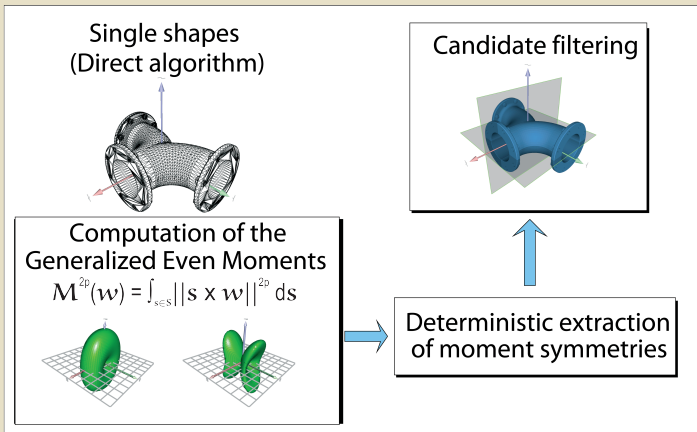 Single shapes
(Direct algorithm)
Candidate filtering
Computation of the
Generalized Even Moments
M^{2p}(w) = ∫_{s∈S} ||s x w||^{2p} ds
Deterministic extraction
of moment symmetries